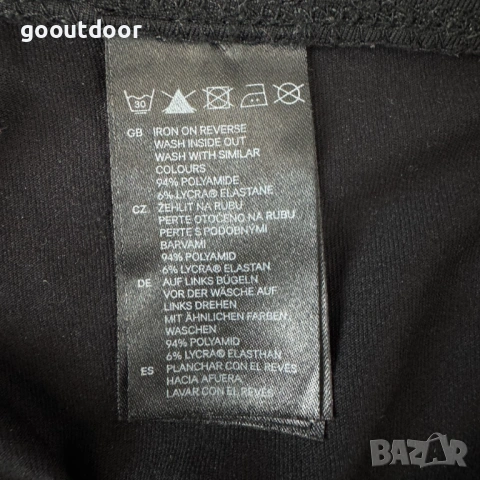 gooutdoor
30
GB IRON ON REVERSE
WASH INSIDE OUT
WASH WITH SIMILAR
COLOURS
94% POLYAMIDE
6% LYCRA® ELASTANE
CZ ŽEHLIT NA RUBU
PERTE OTOČENO NA RUBU
PERTE S PODOBNÝMI
BARVAMI
94% POLYAMID
6% LYCRA® ELASTAN
DE AUF LINKS BÜGELN
VOR DER WÄSCHE AUF
LINKS DREHEN
MIT ÄHNLICHEN FARBEN
WASCHEN
94% POLYAMID
6% LYCRA® ELASTHAN
ES PLANCHAR CON EL REVÉS
HACIA AFUERA
LAVAR CON EL REVÉS
BAZAR